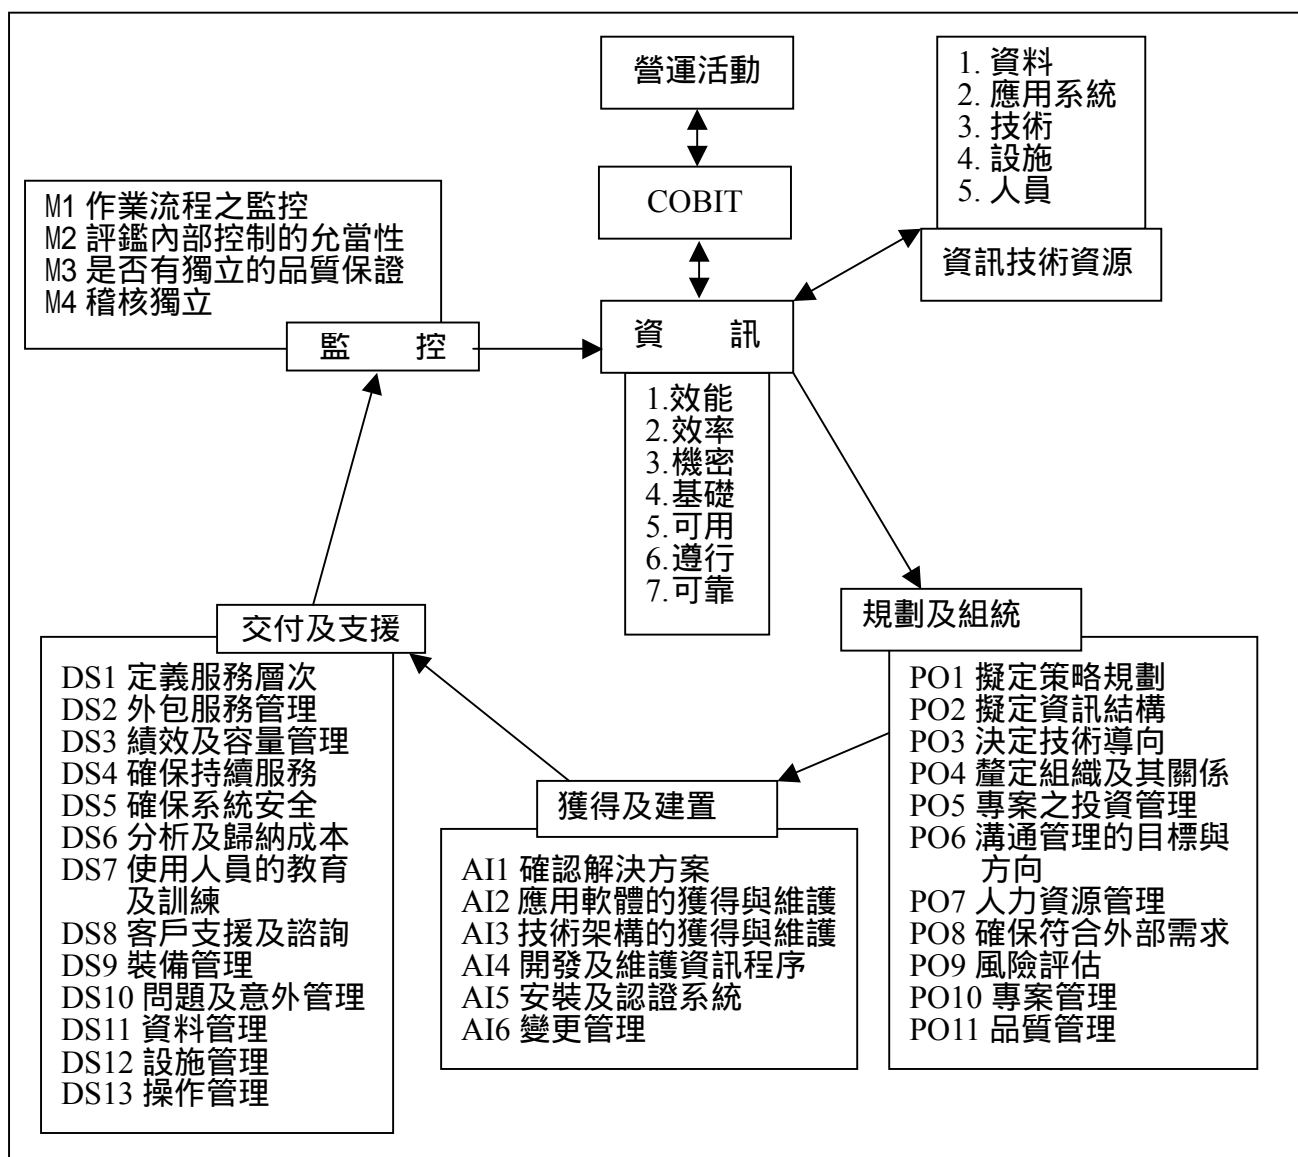 營運活動
COBIT
1. 資料
2. 應用系統
3. 技術
4. 設施
5. 人員
資訊技術資源
M1 作業流程之監控
M2 評鑑內部控制的允當性
M3 是否有獨立的品質保證
M4 稽核獨立
監 控
資 訊
1.效能
2.效率
3.機密
4.基礎
5.可用
6.遵行
7.可靠
規劃及組統
PO1 擬定策略規劃
PO2 擬定資訊結構
PO3 決定技術導向
PO4 釐定組織及其關係
PO5 專案之投資管理
PO6 溝通管理的目標與
方向
PO7 人力資源管理
PO8 確保符合外部需求
PO9 風險評估
PO10 專案管理
PO11 品質管理
獲得及建置
AI1 確認解決方案
AI2 應用軟體的獲得與維護
AI3 技術架構的獲得與維護
AI4 開發及維護資訊程序
AI5 安裝及認證系統
AI6 變更管理
交付及支援
DS1 定義服務層次
DS2 外包服務管理
DS3 績效及容量管理
DS4 確保持續服務
DS5 確保系統安全
DS6 分析及歸納成本
DS7 使用人員的教育
及訓練
DS8 客戶支援及諮詢
DS9 裝備管理
DS10 問題及意外管理
DS11 資料管理
DS12 設施管理
DS13 操作管理